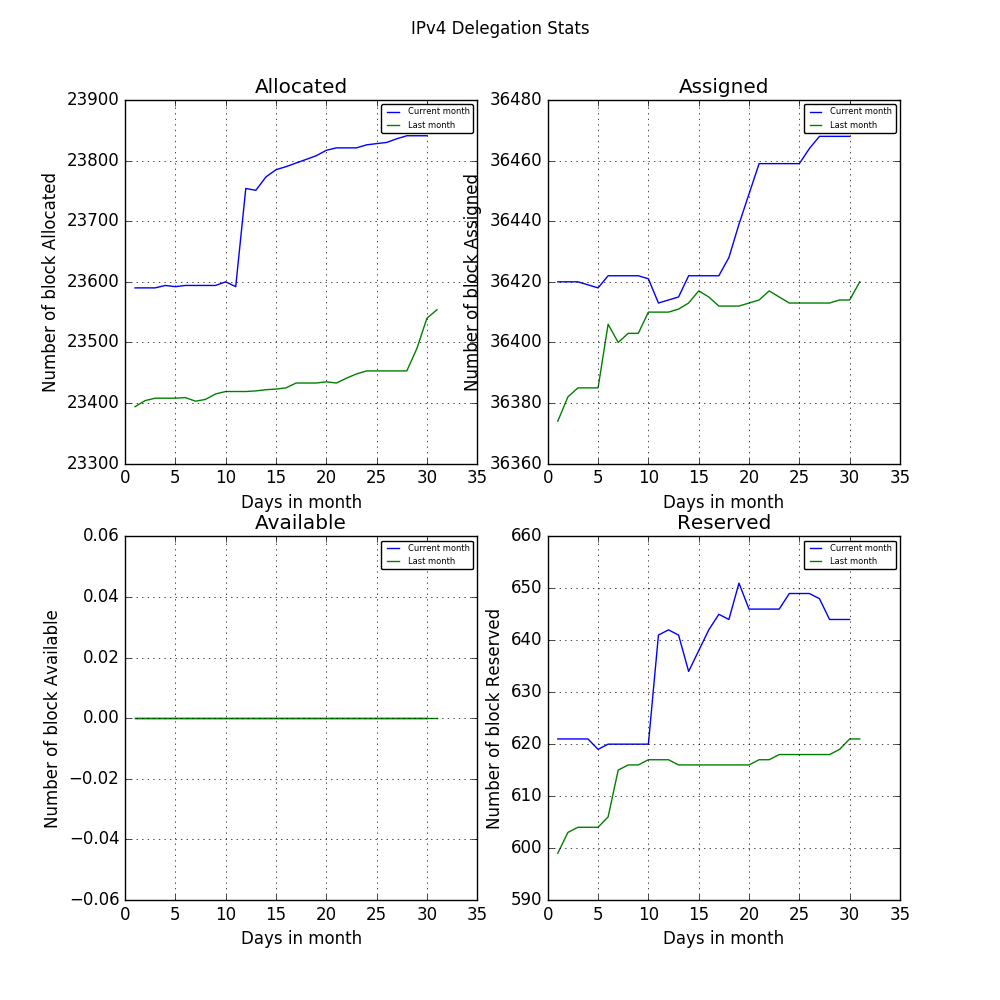 IPv4 Delegation Stats
Allocated
23900
23800
23700
23600
23500
23400
23300
Number of block Allocated
0 5 10 15 20 25 30 35
Days in month
Current month
Last month
Assigned
36480
36460
36440
36420
36400
36380
36360
Number of block Assigned
0 5 10 15 20 25 30 35
Days in month
Current month
Last month
Available
0.06
0.04
0.02
0.00
−0.02
−0.04
−0.06
Number of block Available
0 5 10 15 20 25 30 35
Days in month
Current month
Last month
Reserved
660
650
640
630
620
610
600
590
Number of block Reserved
0 5 10 15 20 25 30 35
Days in month
Current month
Last month